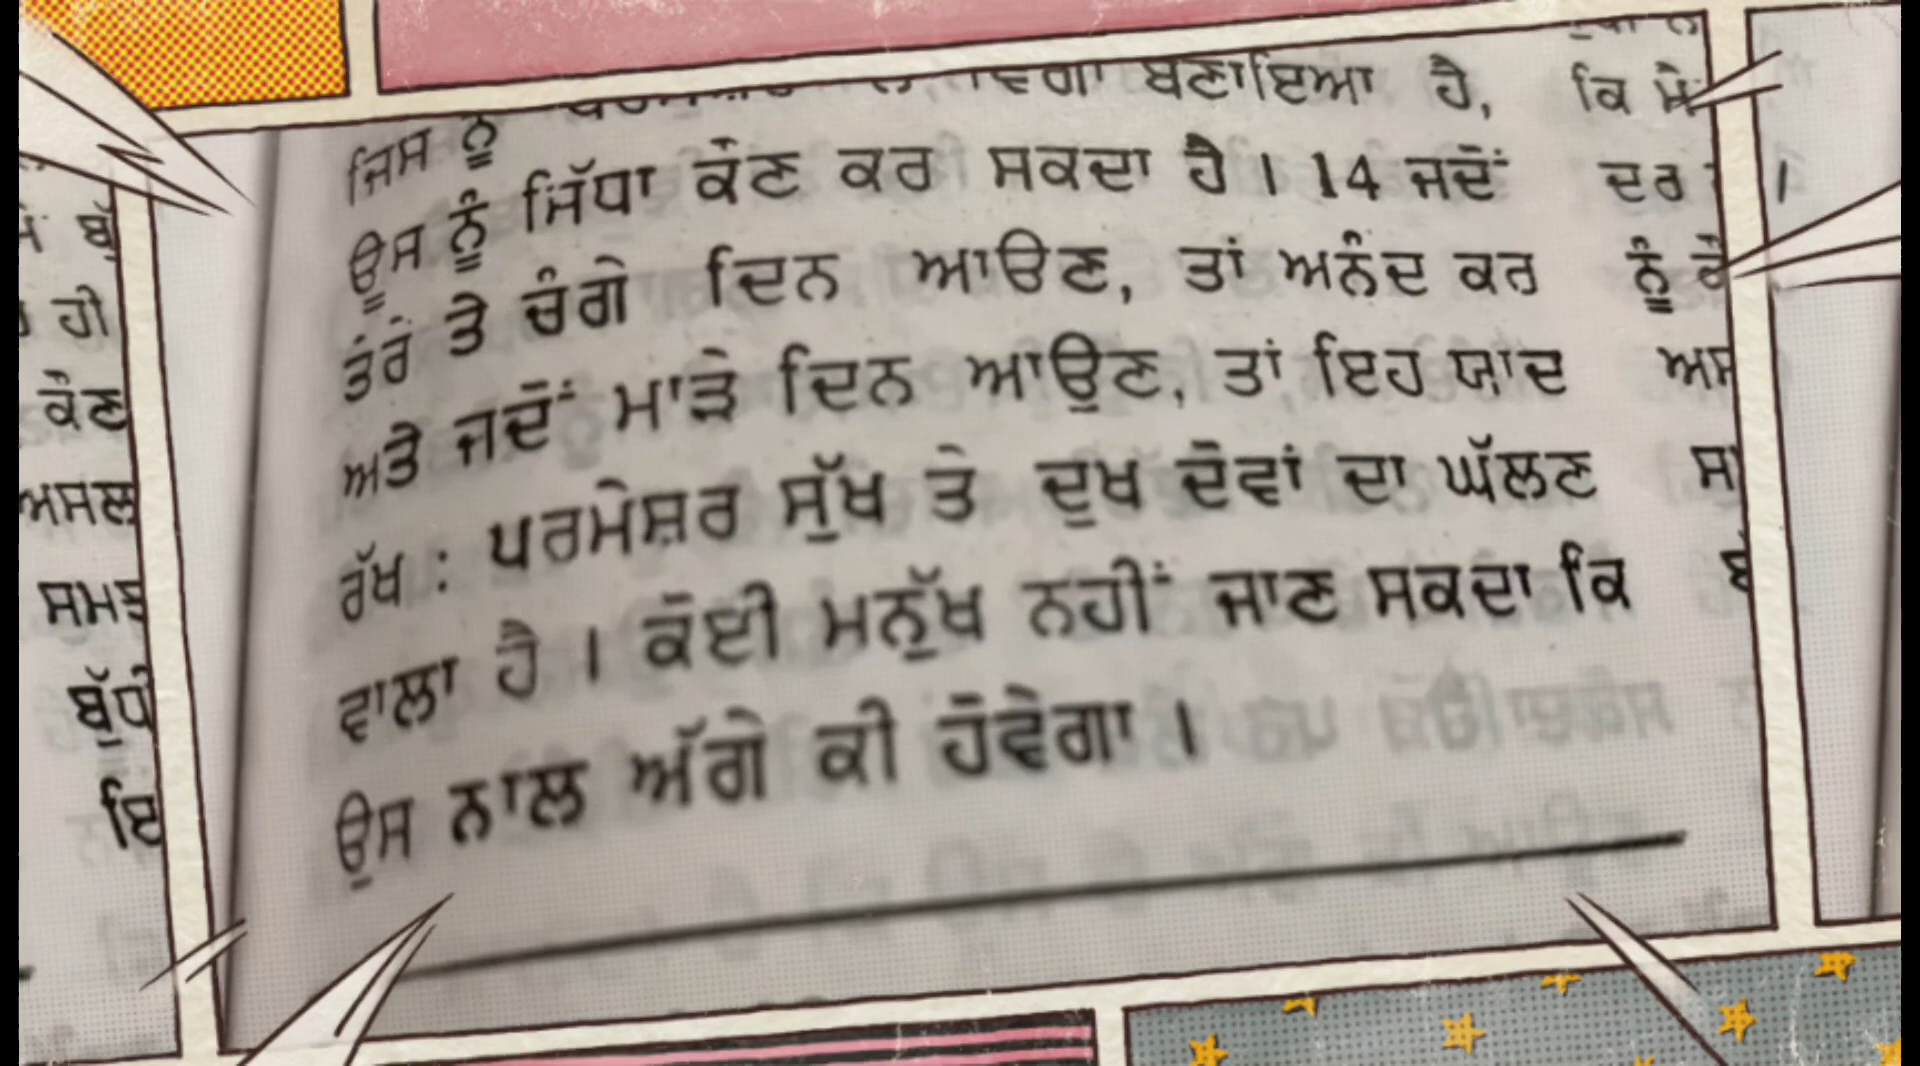 ਜਿਸ ਨੂੰ ਬਣਾਇਆ ਹੈ,
ਉਸ ਨੂੰ ਸਿੱਧਾ ਕੌਣ ਕਰ ਸਕਦਾ ਹੈ । 14 ਜਦੋਂ
ਤੇਰੇ ਤੇ ਚੰਗੇ ਦਿਨ ਆਉਣ, ਤਾਂ ਅਨੰਦ ਕਰ
ਅਤੇ ਜਦੋਂ ਮਾੜੇ ਦਿਨ ਆਉਣ, ਤਾਂ ਇਹ ਯਾਦ
ਰੱਖ : ਪਰਮੇਸ਼ਰ ਸੁੱਖ ਤੇ ਦੁਖ ਦੋਵਾਂ ਦਾ ਘੱਲਣ
ਵਾਲਾ ਹੈ । ਕੋਈ ਮਨੁੱਖ ਨਹੀਂ ਜਾਣ ਸਕਦਾ ਕਿ
ਉਸ ਨਾਲ ਅੱਗੇ ਕੀ ਹੋਵੇਗਾ ।